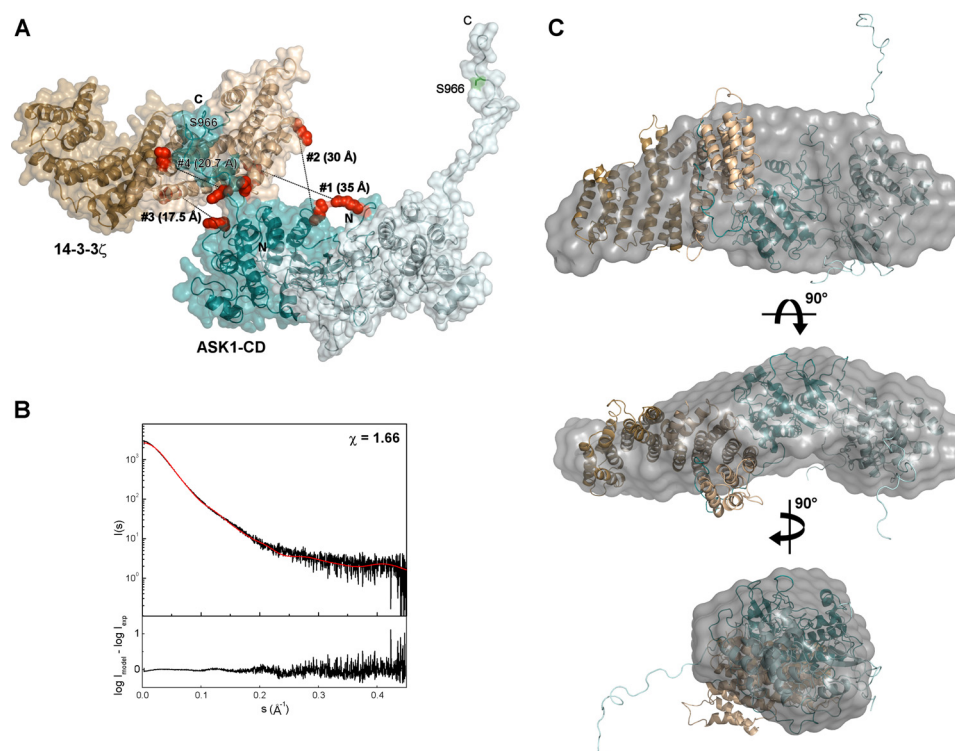 A
C
C
S966
C
S966
#4 (20.7 Å)
#2 (30 Å)
#1 (35 Å)
N
#3 (17.5 Å)
N
14-3-3ζ
ASK1-CD
90°
B
χ = 1.66
10³
10²
10¹
10⁰
I(s)
1
0
log I_model - log I_exp
0.0 0.1 0.2 0.3 0.4
s (Å⁻¹)
90°